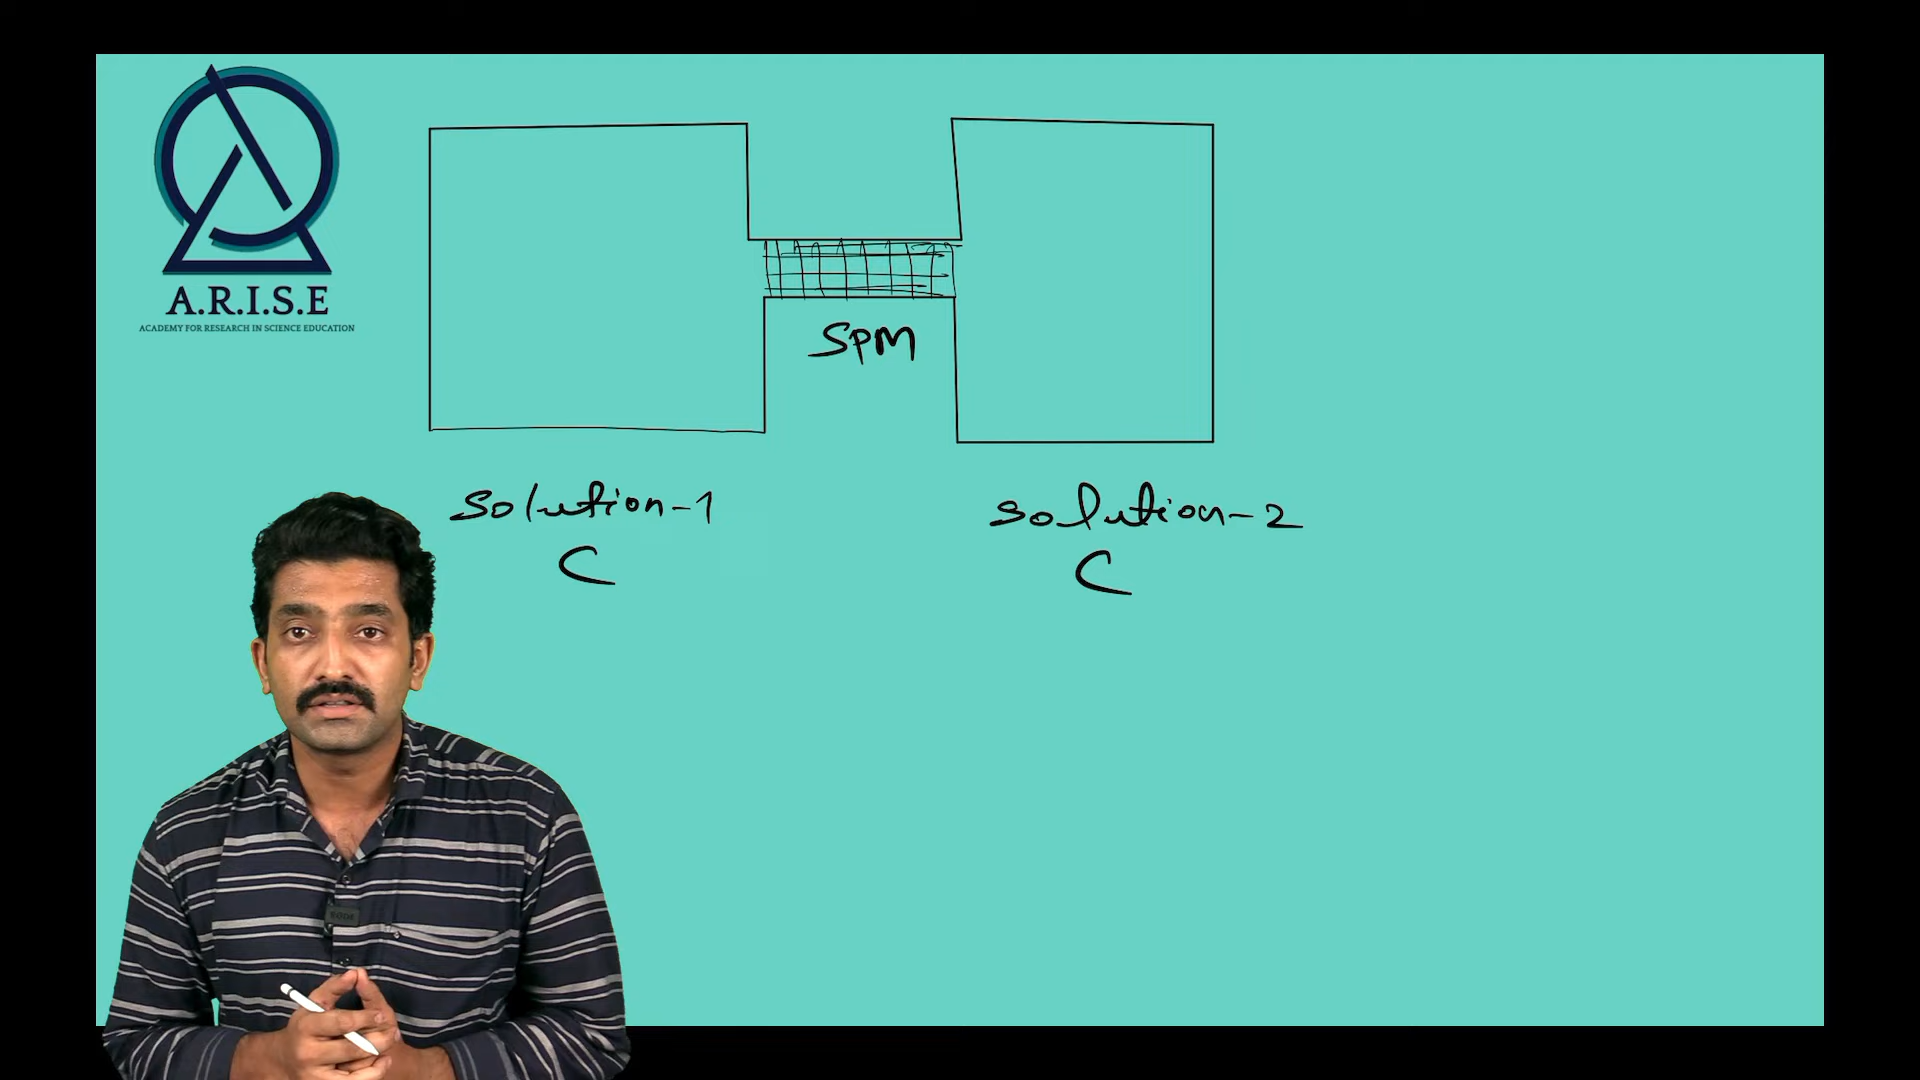 A.R.I.S.E
ACADEMY FOR RESEARCH IN SCIENCE EDUCATION
SPM
Solution-1
C
Solution-2
C